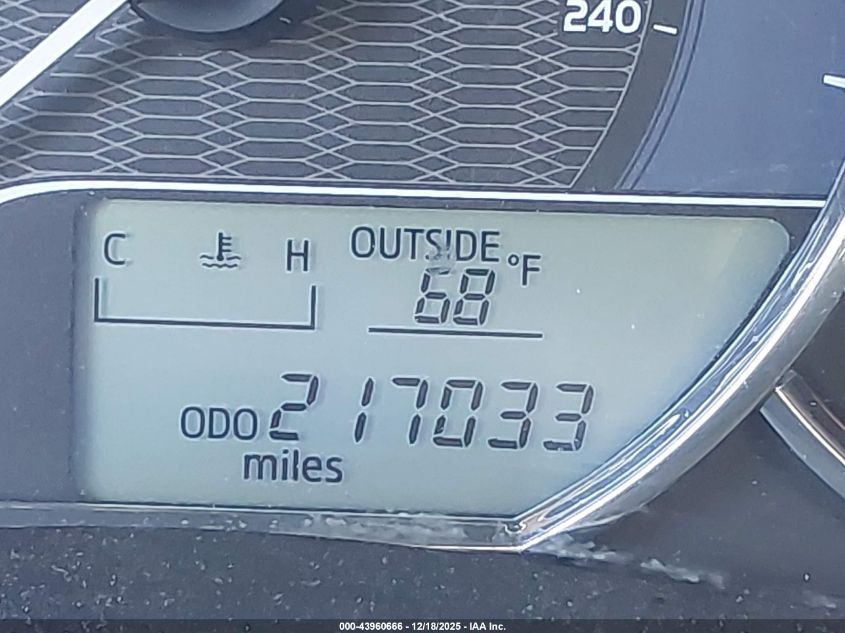 240
C H OUTSIDE °F
68
ODO 217033
miles
000-43960666 - 12/18/2025 - IAA Inc.